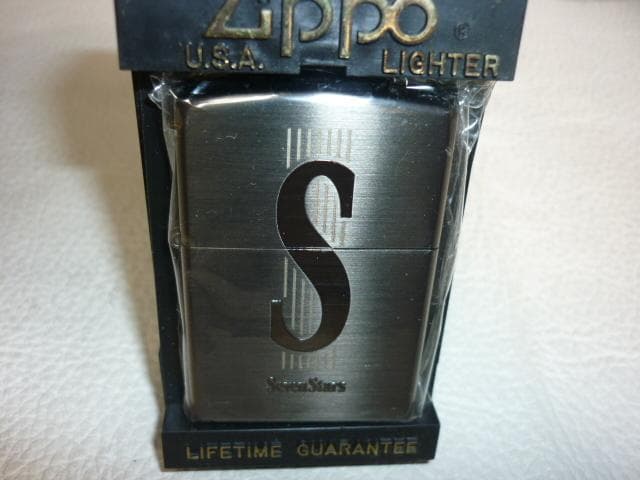 Zippo®
U.S.A. LIGHTER
S
SevenStars
LIFETIME GUARANTEE